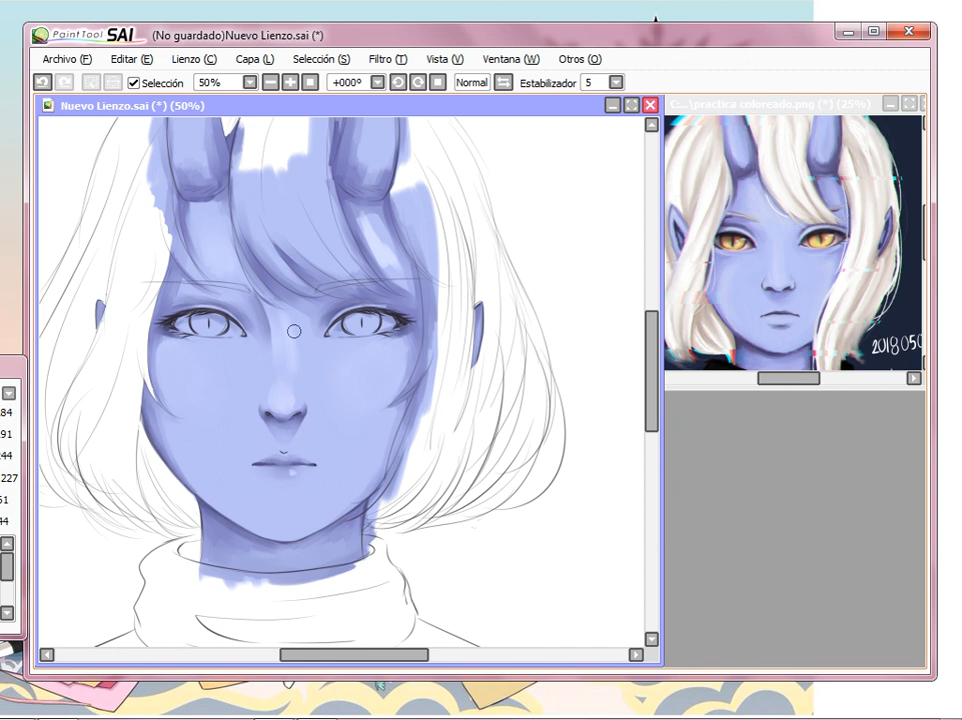 PaintTool SAI (No guardado)Nuevo Lienzo.sai (*)
Archivo (F) Editar (E) Lienzo (C) Capa (L) Selección (S) Filtro (T) Vista (V) Ventana (W) Otros (O)
Selección 50% +000º Normal Estabilizador 5
Nuevo Lienzo.sai (*) (50%)
C:...\practica coloreado.png (*) (25%)
2018050
84
91
44
227
51
44